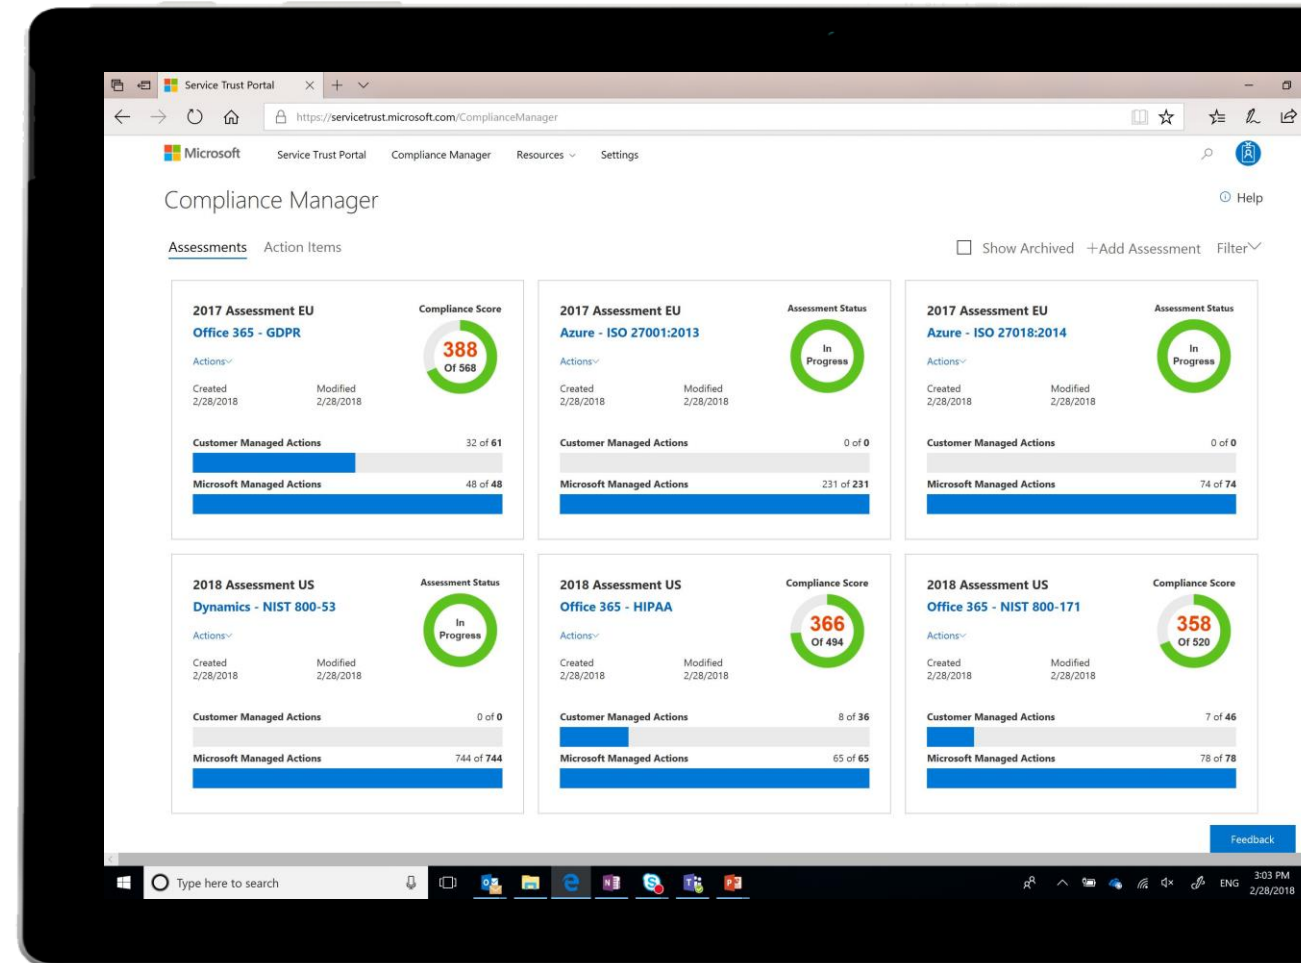 Service Trust Portal
https://servicetrust.microsoft.com/ComplianceManager
Microsoft Service Trust Portal Compliance Manager Resources Settings
Compliance Manager
Help
Assessments Action Items
Show Archived +Add Assessment Filter
2017 Assessment EU
Office 365 - GDPR
Compliance Score
388
Of 568
Actions
Created Modified
2/28/2018 2/28/2018
Customer Managed Actions 32 of 61
Microsoft Managed Actions 48 of 48
2017 Assessment EU
Azure - ISO 27001:2013
Assessment Status
In
Progress
Actions
Created Modified
2/28/2018 2/28/2018
Customer Managed Actions 0 of 0
Microsoft Managed Actions 231 of 231
2017 Assessment EU
Azure - ISO 27018:2014
Assessment Status
In
Progress
Actions
Created Modified
2/28/2018 2/28/2018
Customer Managed Actions 0 of 0
Microsoft Managed Actions 74 of 74
2018 Assessment US
Dynamics - NIST 800-53
Assessment Status
In
Progress
Actions
Created Modified
2/28/2018 2/28/2018
Customer Managed Actions 0 of 0
Microsoft Managed Actions 744 of 744
2018 Assessment US
Office 365 - HIPAA
Compliance Score
366
Of 494
Actions
Created Modified
2/28/2018 2/28/2018
Customer Managed Actions 8 of 36
Microsoft Managed Actions 65 of 65
2018 Assessment US
Office 365 - NIST 800-171
Compliance Score
358
Of 520
Actions
Created Modified
2/28/2018 2/28/2018
Customer Managed Actions 7 of 46
Microsoft Managed Actions 78 of 78
Feedback
Type here to search
ENG
3:03 PM
2/28/2018